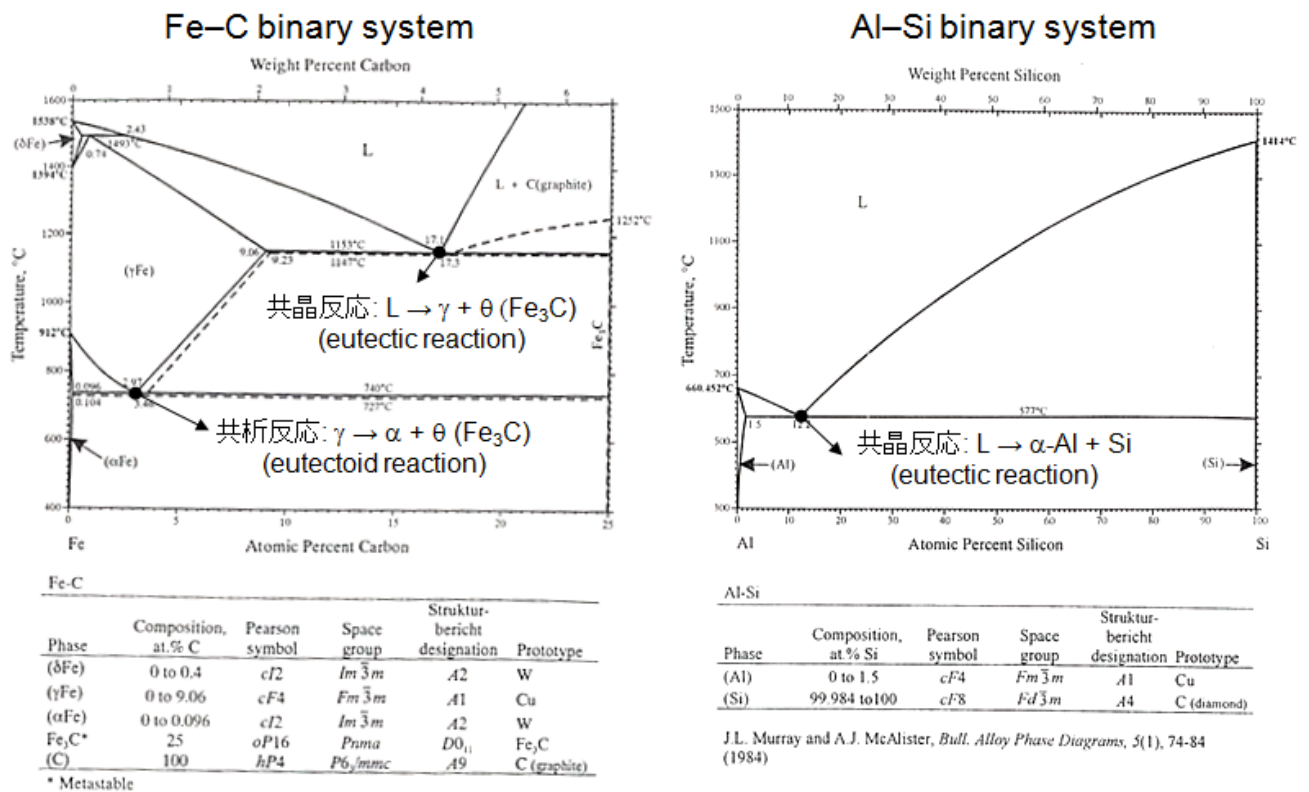 Fe–C binary system
Weight Percent Carbon
0 1 2 3 4 5 6
1600
1538°C
(δFe)
2.43
1493°C
0.74
1400
1394°C
L
L + C(graphite)
1252°C
1200
1153°C
17.1
9.06
9.23
1147°C
17.3
(γFe)
Temperature, °C
1000
共晶反応: L → γ + θ (Fe₃C)
(eutectic reaction)
Fe₃C
912°C
800
2.97
0.096
740°C
0.104
727°C
共析反応: γ → α + θ (Fe₃C)
(eutectoid reaction)
600
(αFe)
400
0 5 10 15 20 25
Fe
Atomic Percent Carbon
Fe-C
Phase Composition, at.% C Pearson symbol Space group Struktur-bericht designation Prototype
(δFe) 0 to 0.4 cI2 Im3̅m A2 W
(γFe) 0 to 9.06 cF4 Fm3̅m A1 Cu
(αFe) 0 to 0.096 cI2 Im3̅m A2 W
Fe₃C* 25 oP16 Pnma D0₁₁ Fe₃C
(C) 100 hP4 P6₃/mmc A9 C (graphite)
* Metastable
Al–Si binary system
Weight Percent Silicon
0 10 20 30 40 50 60 70 80 90 100
1500
1414°C
1300
L
1100
Temperature, °C
900
700
660.452°C
577°C
1.5
500
共晶反応: L → α-Al + Si
(eutectic reaction)
(Al)
(Si)
300
0 10 20 30 40 50 60 70 80 90 100
Al
Atomic Percent Silicon
Si
Al-Si
Phase Composition, at.% Si Pearson symbol Space group Struktur-bericht designation Prototype
(Al) 0 to 1.5 cF4 Fm3̅m A1 Cu
(Si) 99.984 to100 cF8 Fd3̅m A4 C (diamond)
J.L. Murray and A.J. McAlister, Bull. Alloy Phase Diagrams, 5(1), 74-84
(1984)